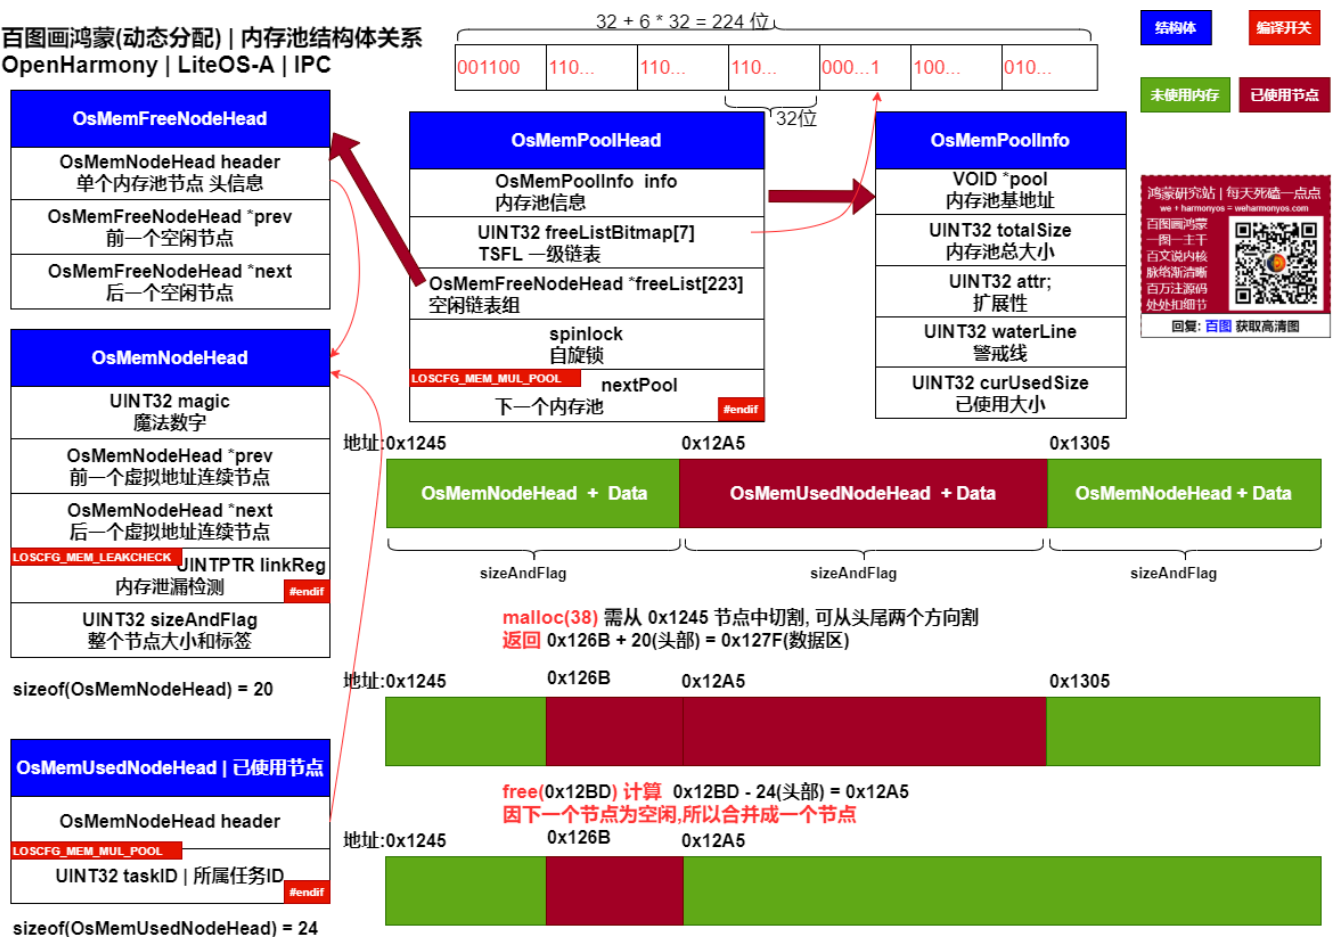 百图画鸿蒙(动态分配) | 内存池结构体关系
OpenHarmony | LiteOS-A | IPC
32 + 6 * 32 = 224 位
001100 110... 110... 110... 000...1 100... 010...
32位
结构体
编译开关
未使用内存
已使用节点
OsMemFreeNodeHead
OsMemNodeHead header
单个内存池节点 头信息
OsMemFreeNodeHead *prev
前一个空闲节点
OsMemFreeNodeHead *next
后一个空闲节点
OsMemPoolHead
OsMemPoolInfo info
内存池信息
UINT32 freeListBitmap[7]
TSFL 一级链表
OsMemFreeNodeHead *freeList[223]
空闲链表组
spinlock
自旋锁
LOSCFG_MEM_MUL_POOL
nextPool
下一个内存池
#endif
OsMemPoolInfo
VOID *pool
内存池基地址
UINT32 totalSize
内存池总大小
UINT32 attr;
扩展性
UINT32 waterLine
警戒线
UINT32 curUsedSize
已使用大小
鸿蒙研究站 | 每天死磕一点点
we + harmonyos = weharmonyos.com
百图画鸿蒙
一图一主干
百文说内核
脉络渐清晰
百万注源码
处处扣细节
回复: 百图 获取高清图
OsMemNodeHead
UINT32 magic
魔法数字
OsMemNodeHead *prev
前一个虚拟地址连续节点
OsMemNodeHead *next
后一个虚拟地址连续节点
LOSCFG_MEM_LEAKCHECK
UINTPTR linkReg
内存泄漏检测
#endif
UINT32 sizeAndFlag
整个节点大小和标签
sizeof(OsMemNodeHead) = 20
OsMemUsedNodeHead | 已使用节点
OsMemNodeHead header
LOSCFG_MEM_MUL_POOL
UINT32 taskID | 所属任务ID
#endif
sizeof(OsMemUsedNodeHead) = 24
地址:0x1245 0x12A5 0x1305
OsMemNodeHead + Data OsMemUsedNodeHead + Data OsMemNodeHead + Data
sizeAndFlag sizeAndFlag sizeAndFlag
malloc(38) 需从 0x1245 节点中切割, 可从头尾两个方向割
返回 0x126B + 20(头部) = 0x127F(数据区)
地址:0x1245 0x126B 0x12A5 0x1305
free(0x12BD) 计算 0x12BD - 24(头部) = 0x12A5
因下一个节点为空闲,所以合并成一个节点
地址:0x1245 0x126B 0x12A5